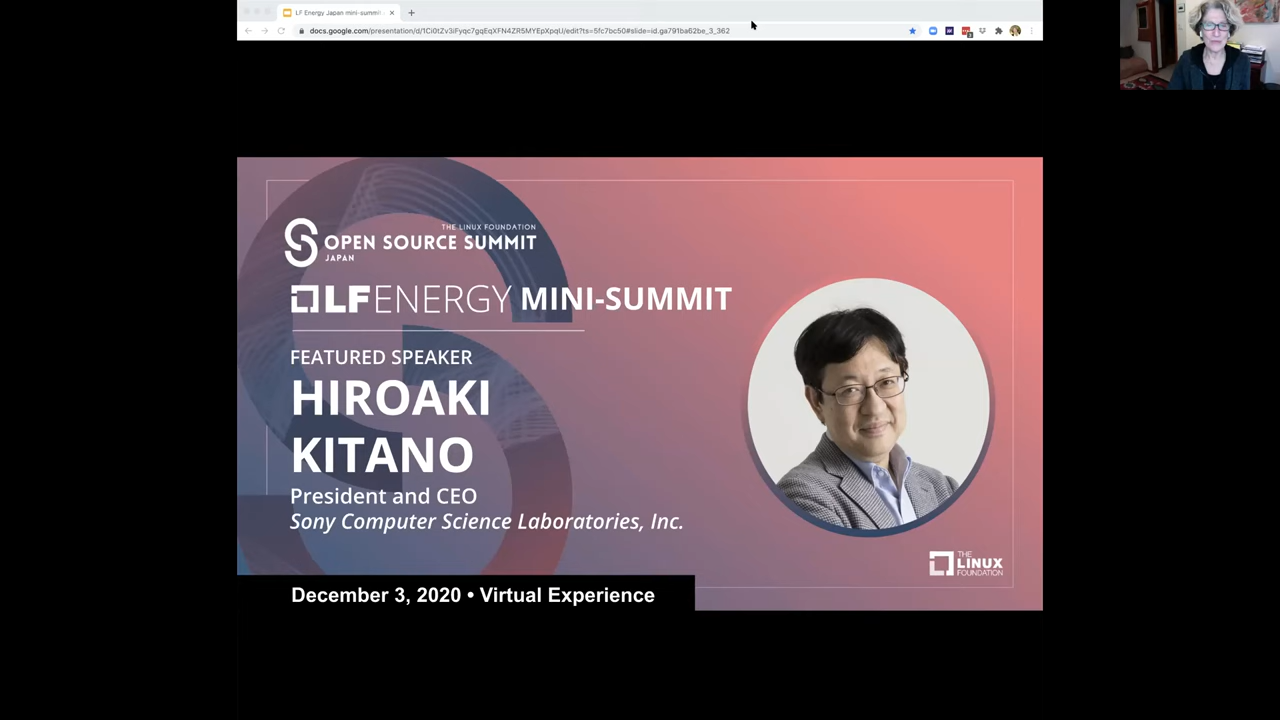 LF Energy Japan mini-summit
docs.google.com/presentation/d/1Ci0tZv3iFyqc7gqEqXFN4ZR5MYEpXpqU/edit?ts=5fc7bc50#slide=id.ga791ba62be_3_362
THE LINUX FOUNDATION
OPEN SOURCE SUMMIT
JAPAN
LFENERGY MINI-SUMMIT
FEATURED SPEAKER
HIROAKI
KITANO
President and CEO
Sony Computer Science Laboratories, Inc.
THE
LINUX
FOUNDATION
December 3, 2020 • Virtual Experience